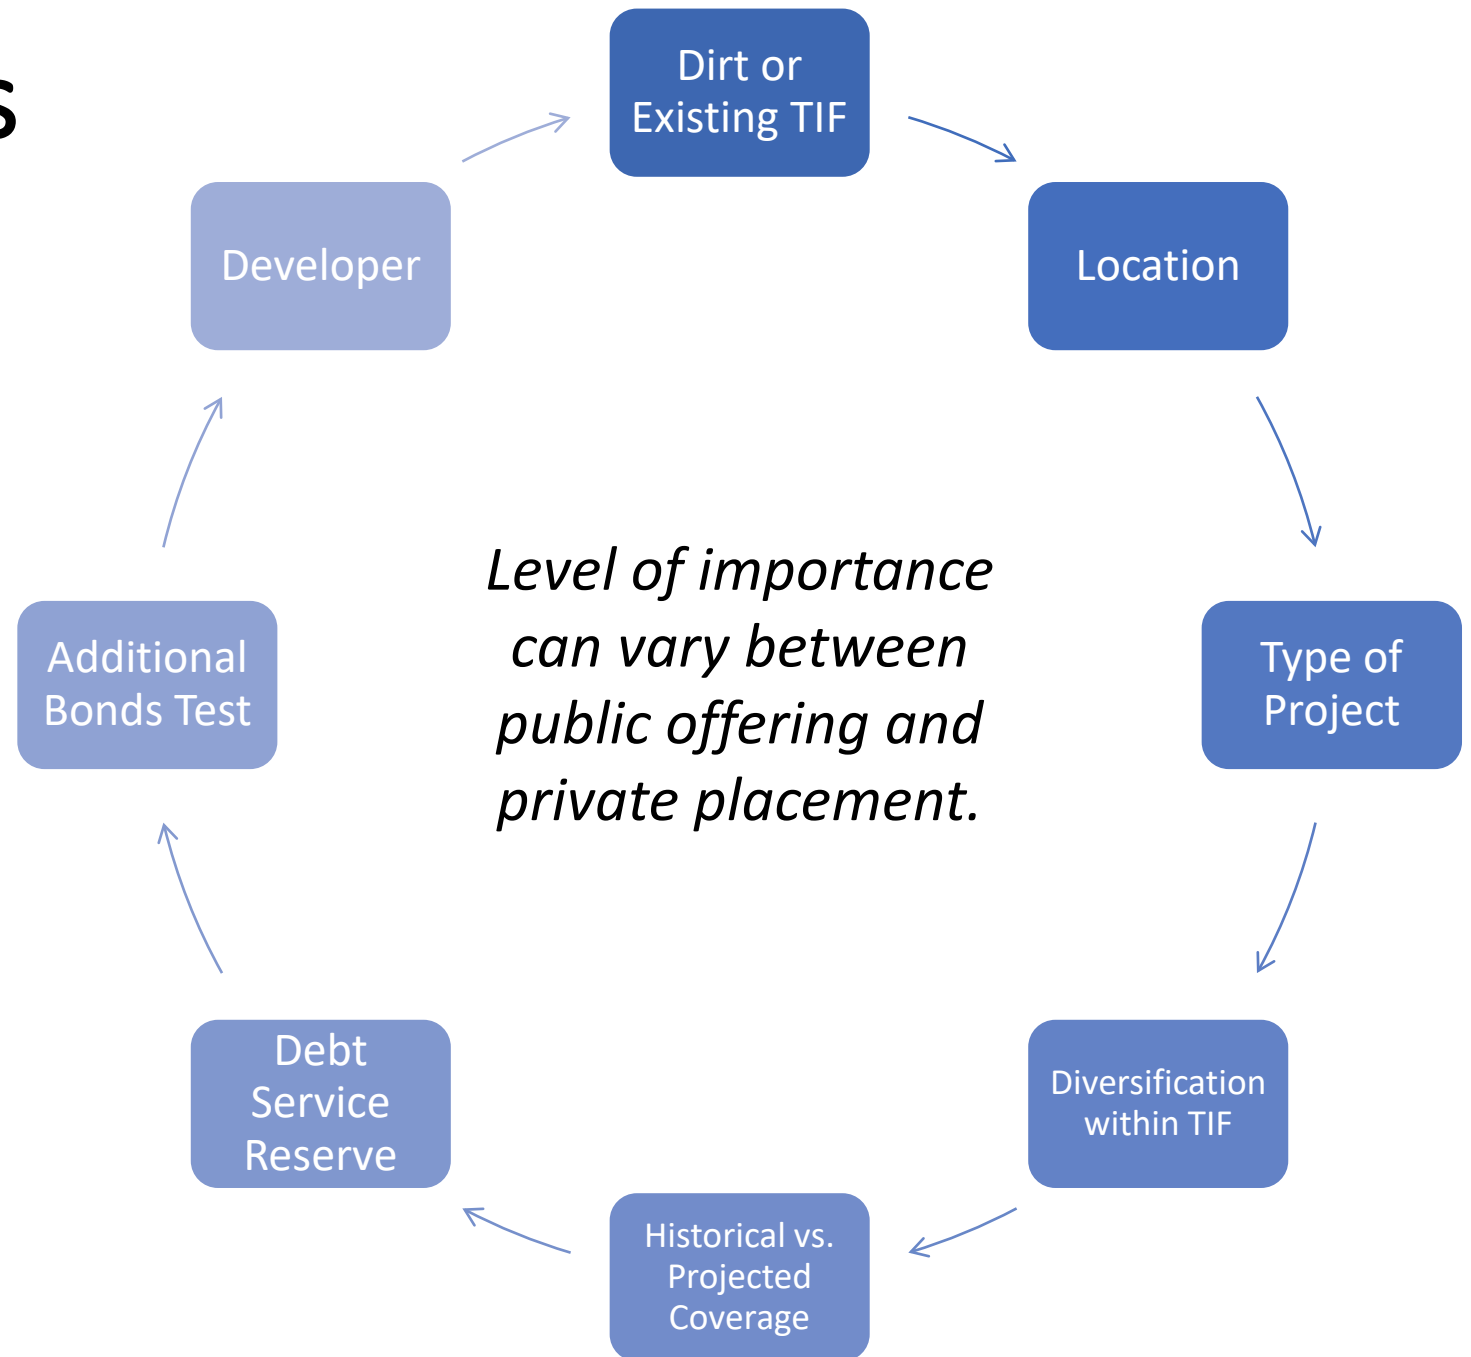 s
Dirt or
Existing TIF
Location
Type of
Project
Diversification
within TIF
Historical vs.
Projected
Coverage
Debt
Service
Reserve
Additional
Bonds Test
Developer
Level of importance
can vary between
public offering and
private placement.